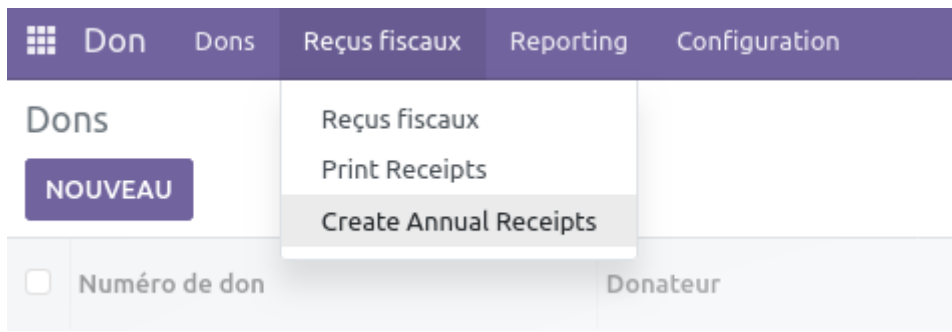 Don Dons Reçus fiscaux Reporting Configuration
Dons
Reçus fiscaux
Print Receipts
NOUVEAU
Create Annual Receipts
Numéro de don Donateur